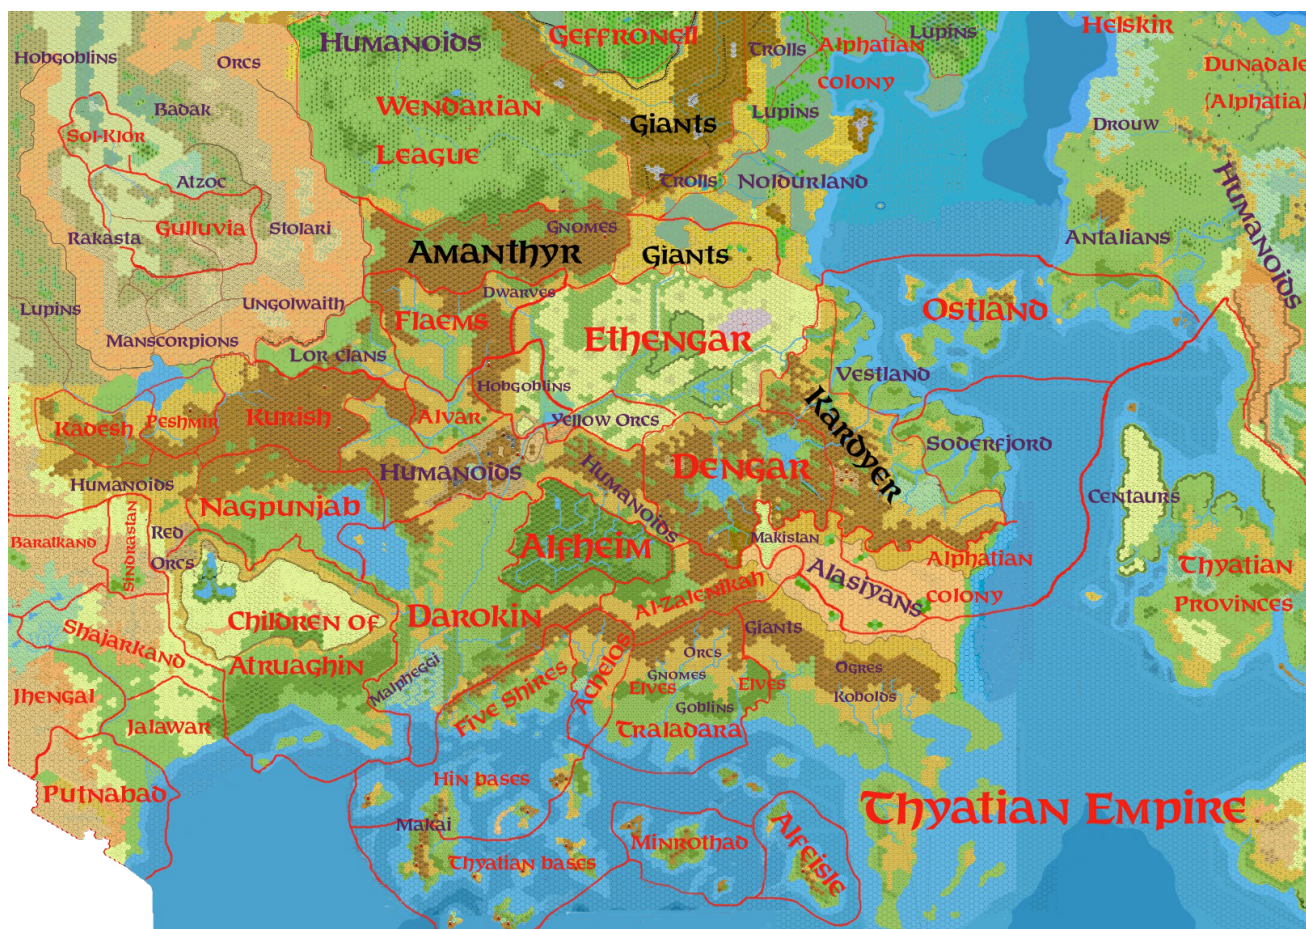 Humanoids
Geffronell
Trolls
Alphatian
colony
Lupins
Helskir
Hobgoblins
Orcs
Dunadale
(Alphatia)
Badak
Wendarian
League
Giants
Lupins
Drouw
Sol-Klor
Atzoc
Trolls
Noldurland
Humanoids
Rakasta
Gulluvia
Stolari
Amanthyr
Gnomes
Giants
Antalians
Lupins
Ungolwaith
Dwarves
Flaems
Ethengar
Ostland
Manscorpions
Lor clans
Hobgoblins
Vestland
Kadesh
Peshmir
Kurish
Alvar
Yellow Orcs
Kardyer
Soderfjord
Humanoids
Humanoids
Humanoids
Dengar
Centaurs
Nagpunjab
Baralkand
Sindrastan
Red
Orcs
Alfheim
Makistan
Alphatian
colony
Alasiyans
Thyatian
Provinces
Shajarkand
Children of
Atruaghin
Darokin
Al-Zalenikah
Giants
Jhengal
Jalawar
Malpheggi
Five Shires
Achelos
Orcs
Gnomes
Elves
Elves
Goblins
Traladara
Ogres
Kobolds
Putnabad
Hin bases
Makai
Thyatian bases
Minrothad
Alfeisle
Thyatian Empire